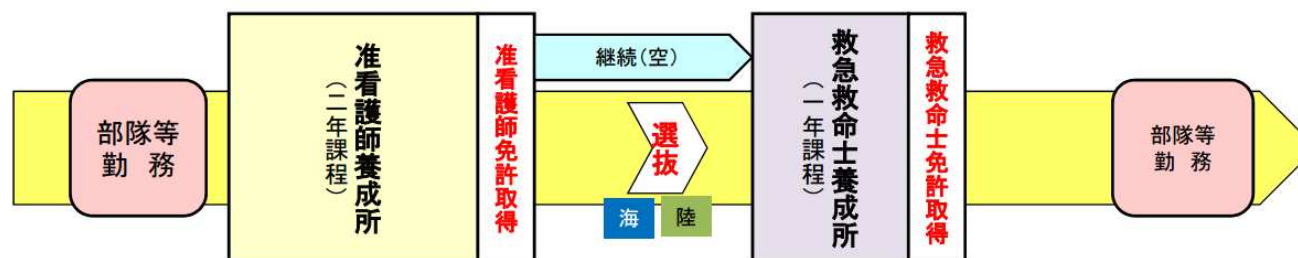 部隊等
勤　務
准看護師養成所
（二年課程）
准看護師免許取得
継続（空）
選抜
海
陸
救急救命士養成所
（一年課程）
救急救命士免許取得
部隊等
勤　務